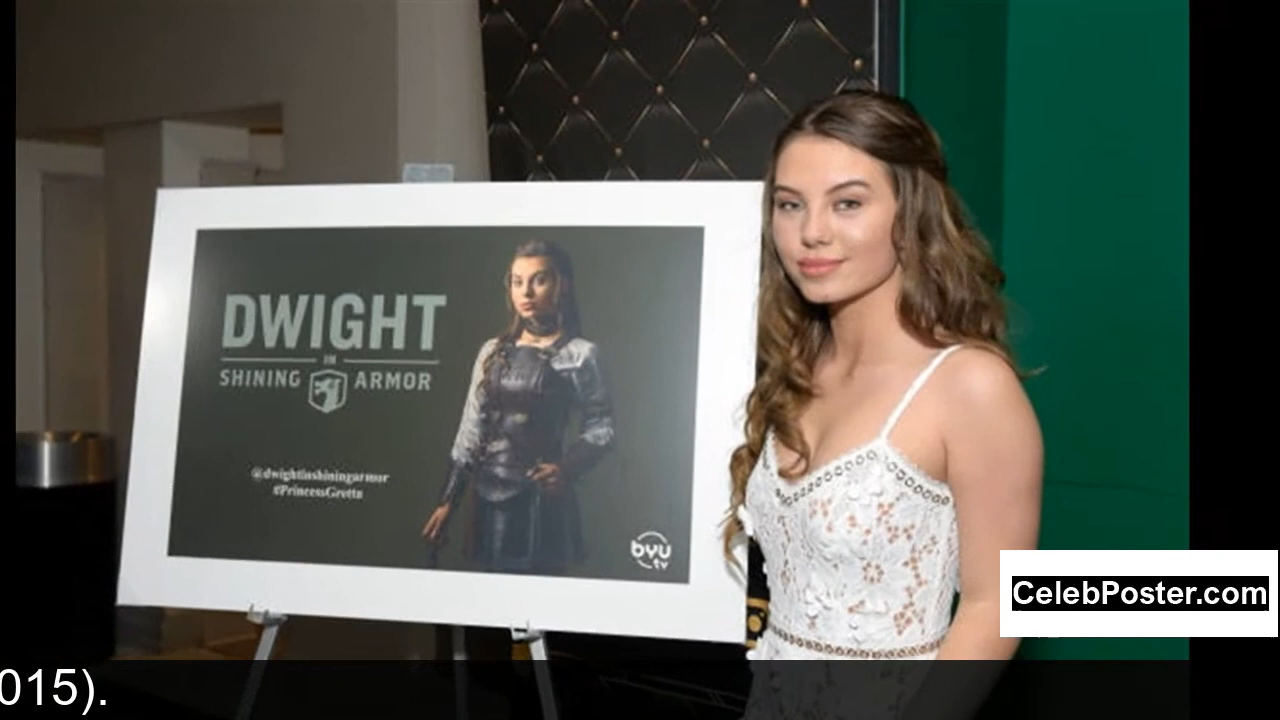 DWIGHT
IN
SHINING ARMOR
@dwightinshiningarmor
#PrincessGretta
byu
tv
CelebPoster.com
015).